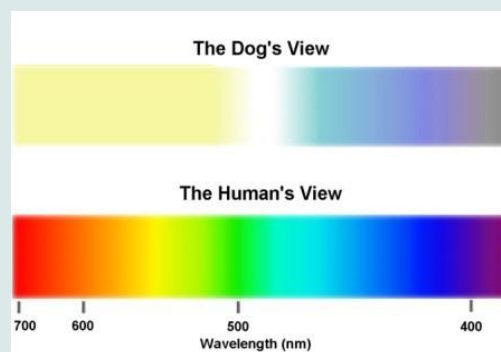 The Dog's View
The Human's View
700 600 500 400
Wavelength (nm)